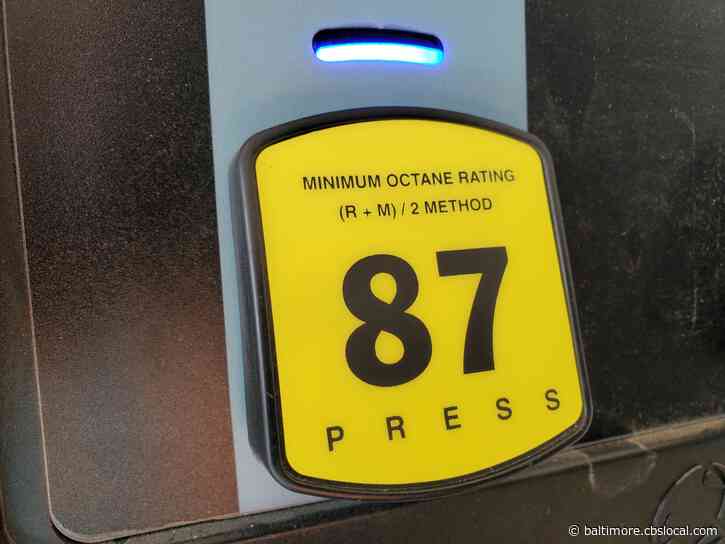 MINIMUM OCTANE RATING
(R + M) / 2 METHOD
87
PRESS
baltimore.cbslocal.com